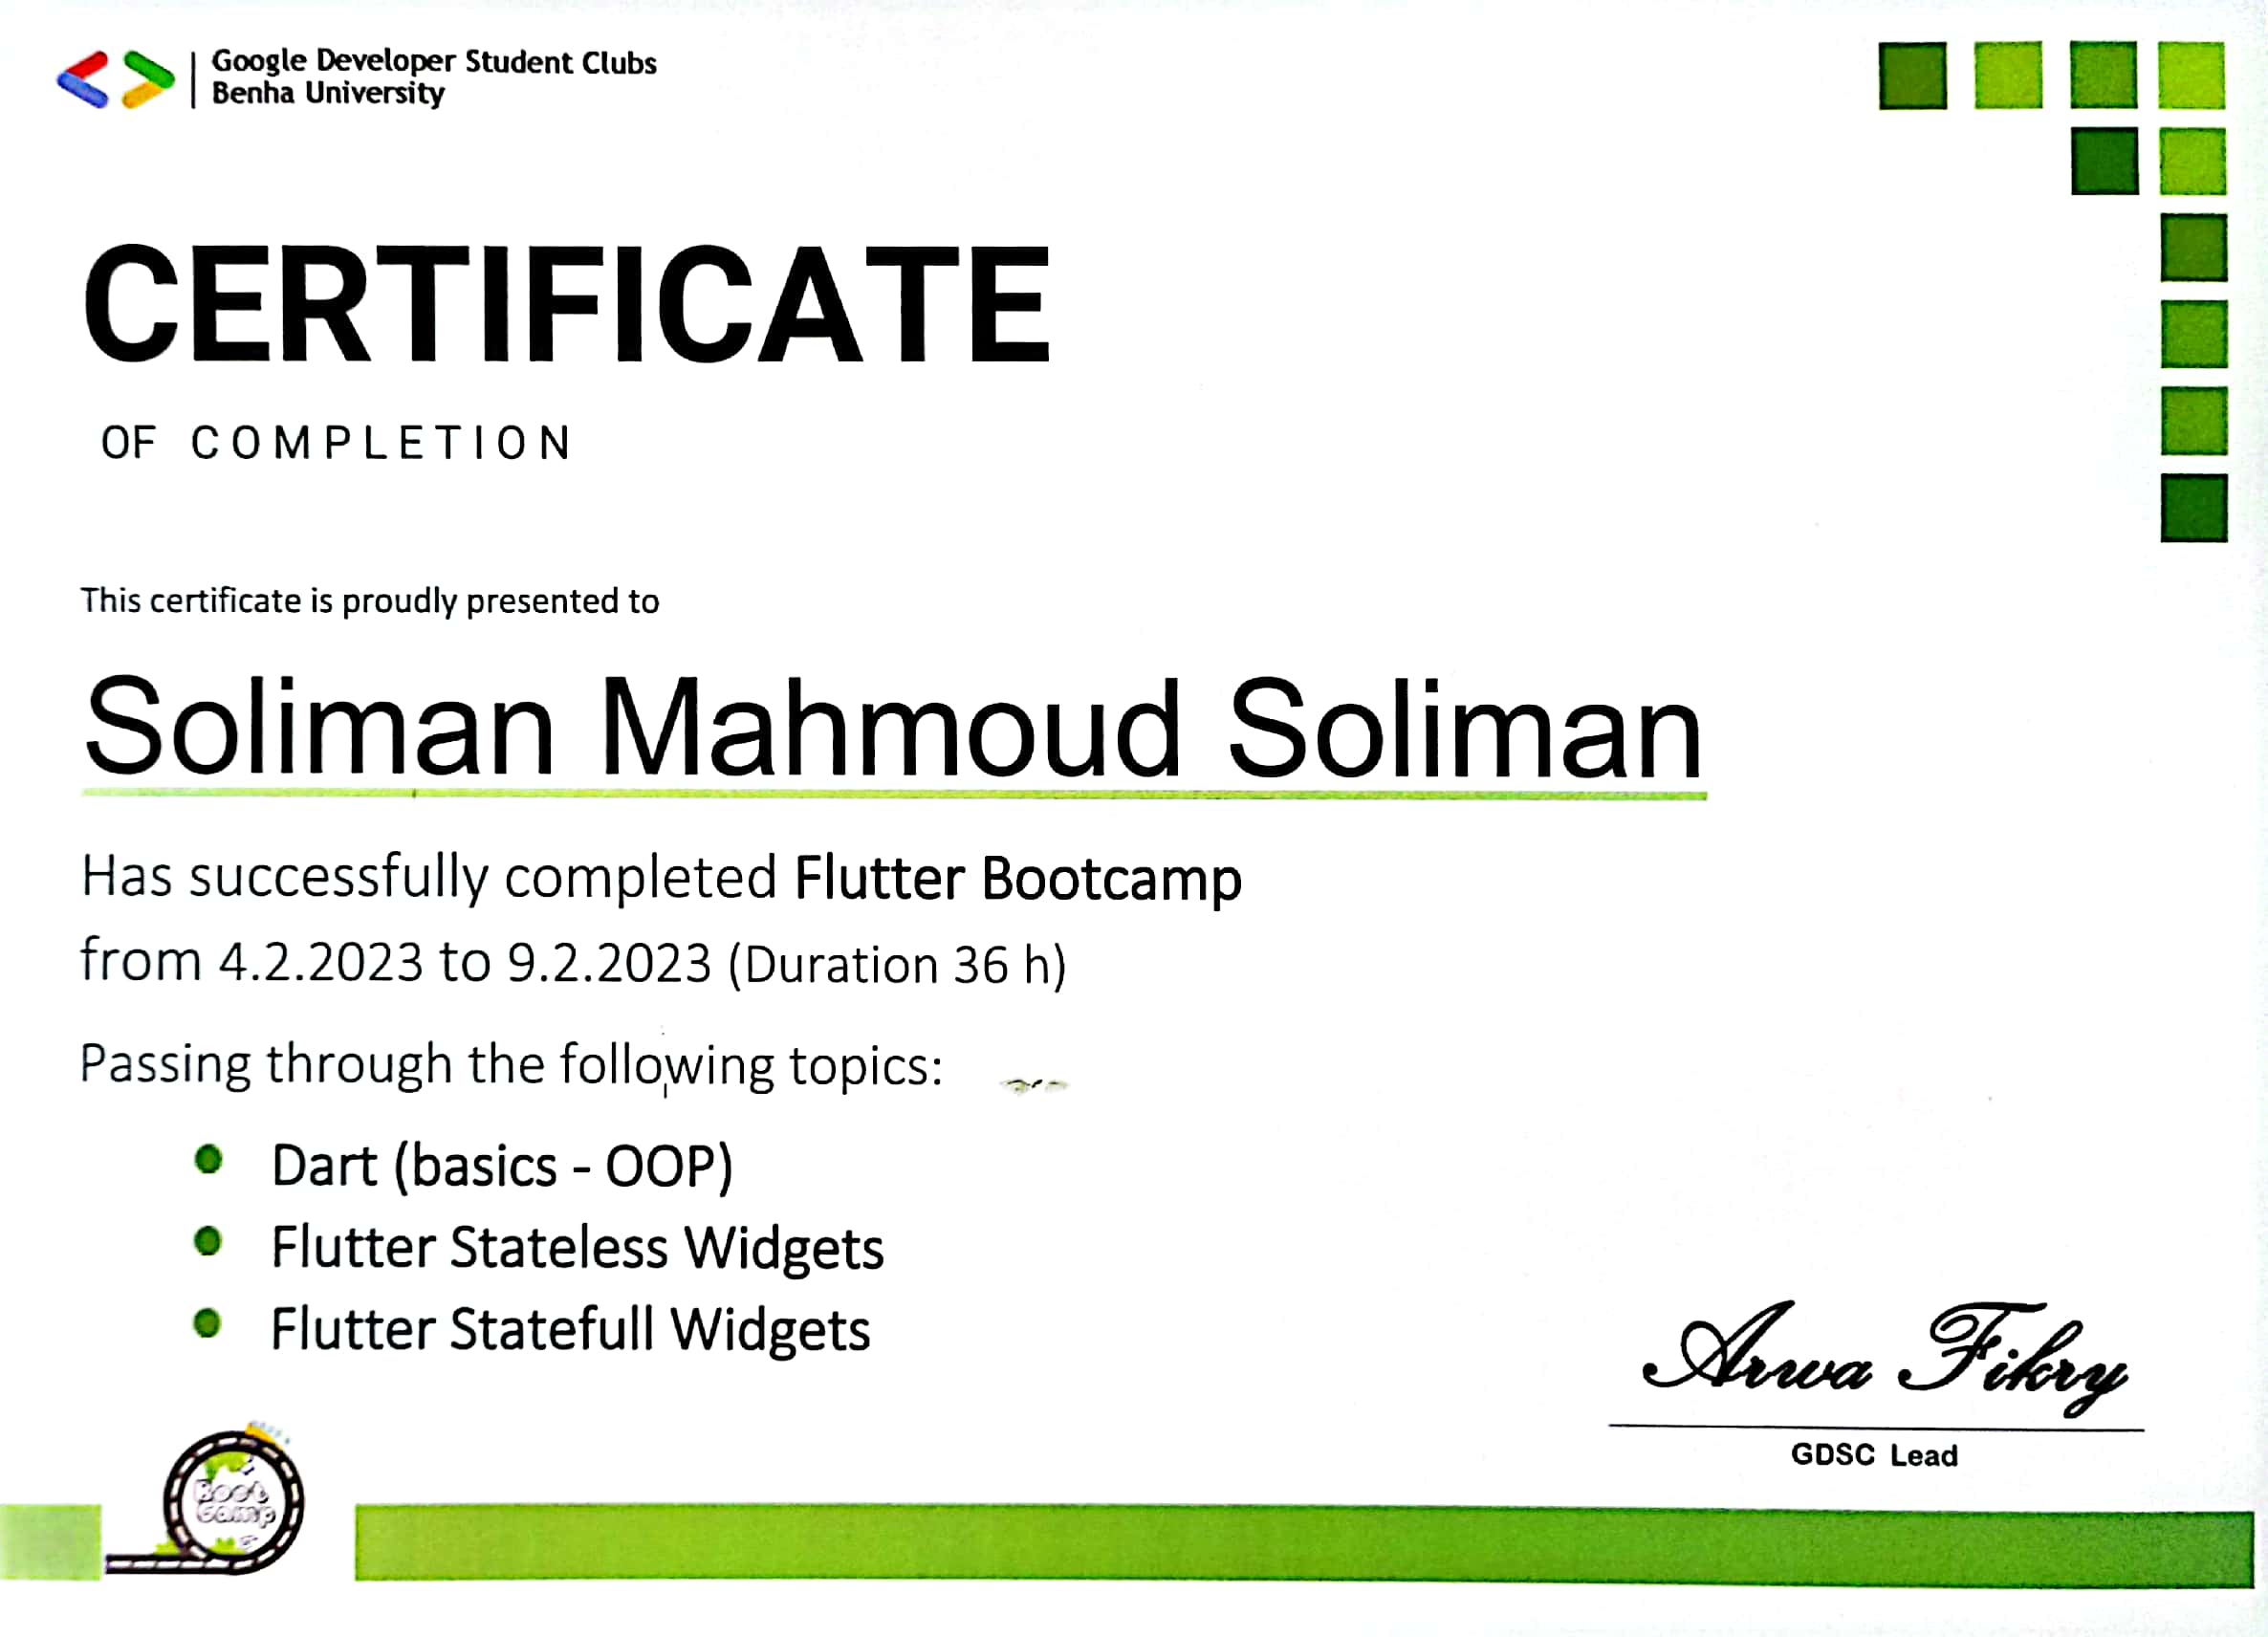 Google Developer Student Clubs
Benha University
CERTIFICATE
OF COMPLETION
This certificate is proudly presented to
Soliman Mahmoud Soliman
Has successfully completed Flutter Bootcamp
from 4.2.2023 to 9.2.2023 (Duration 36 h)
Passing through the following topics:
Dart (basics - OOP)
Flutter Stateless Widgets
Flutter Statefull Widgets
Arwa Fikry
GDSC Lead
Boot
Camp